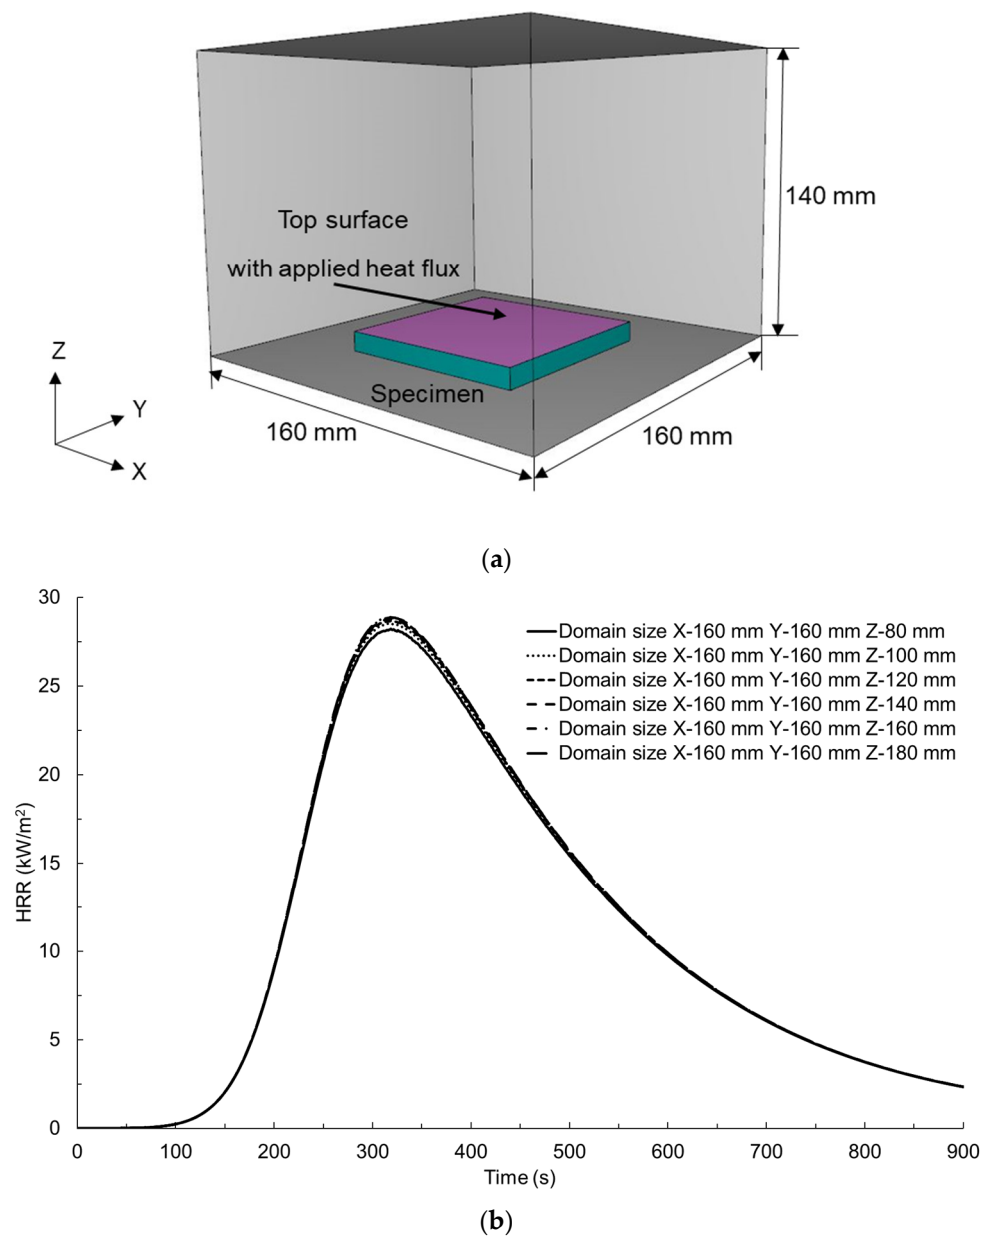 140 mm
Top surface
with applied heat flux
Z
Y
X
Specimen
160 mm
160 mm
(a)
30
25
20
15
10
5
0
HRR (kW/m²)
Domain size X-160 mm Y-160 mm Z-80 mm
Domain size X-160 mm Y-160 mm Z-100 mm
Domain size X-160 mm Y-160 mm Z-120 mm
Domain size X-160 mm Y-160 mm Z-140 mm
Domain size X-160 mm Y-160 mm Z-160 mm
Domain size X-160 mm Y-160 mm Z-180 mm
0 100 200 300 400 500 600 700 800 900
Time (s)
(b)